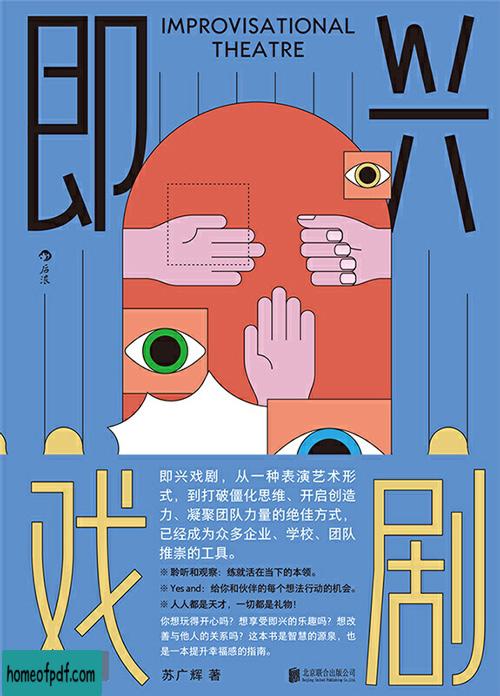 即兴
IMPROVISATIONAL
THEATRE
后浪
戏剧
即兴戏剧，从一种表演艺术形
式，到打破僵化思维、开启创造
力、凝聚团队力量的绝佳方式，
已经成为众多企业、学校、团队
推崇的工具。
※ 聆听和观察：练就活在当下的本领。
※ Yes and：给你和伙伴的每个想法行动的机会。
※ 人人都是天才，一切都是礼物！
你想玩得开心吗？想享受即兴的乐趣吗？想改
善与他人的关系吗？这本书是智慧的源泉，也
是一本提升幸福感的指南。
苏广辉 著
北京联合出版公司
homeofpdf.com